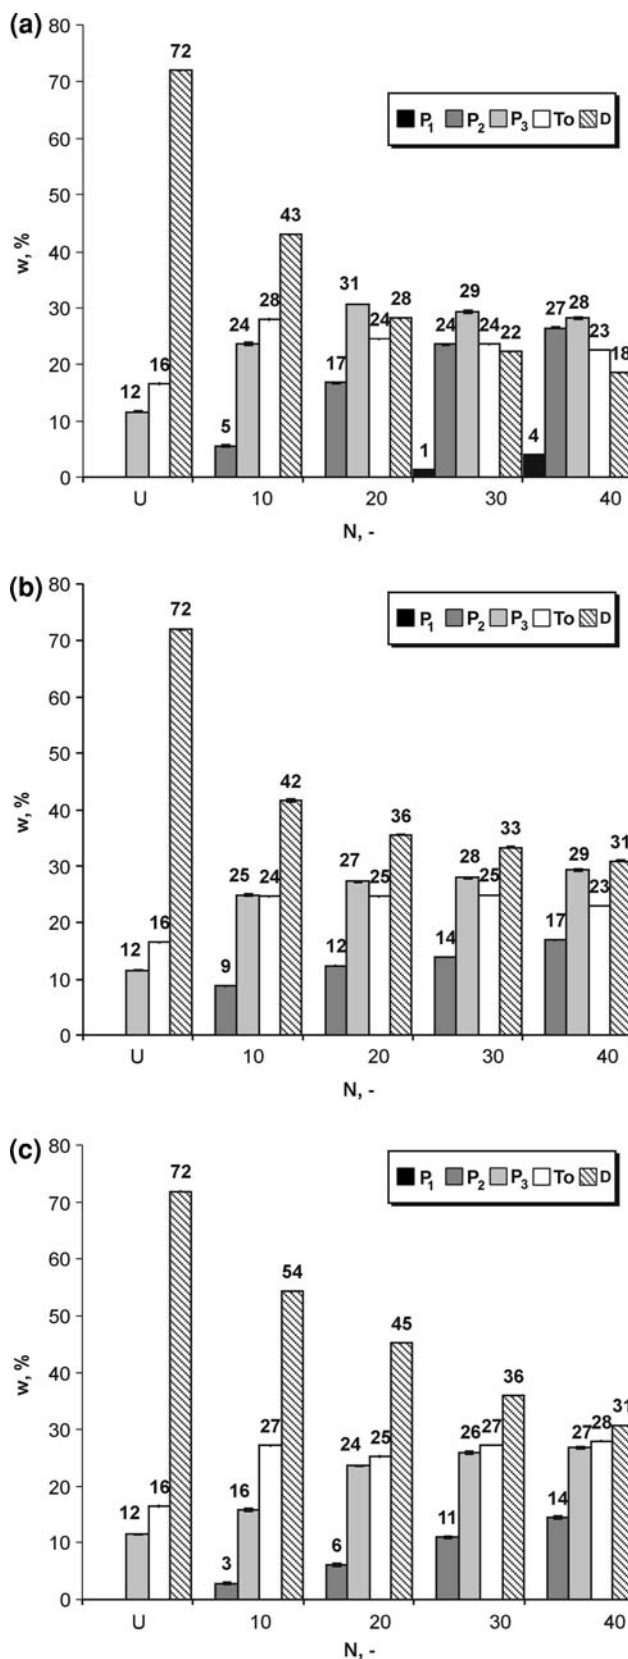 (a)
80
72
70
P1 P2 P3 To D
60
50
43
w, %
40
31 29
30
28 28 27 28
24 24 24 24 23 22
20
17 18
16
12
10
5 4
1
0
U 10 20 30 40
N, -
(b)
80
72
70
P1 P2 P3 To D
60
50
42
w, %
40
36 33 31
30
27 28 29
25 24 25 25 23
20
16 17
12 12 14
10
9
0
U 10 20 30 40
N, -
(c)
80
72
70
P1 P2 P3 To D
60
54
50
45
w, %
40
36
31
30
27 24 25 26 27 27 28
20
16 16
12 11 14
10
6
3
0
U 10 20 30 40
N, -